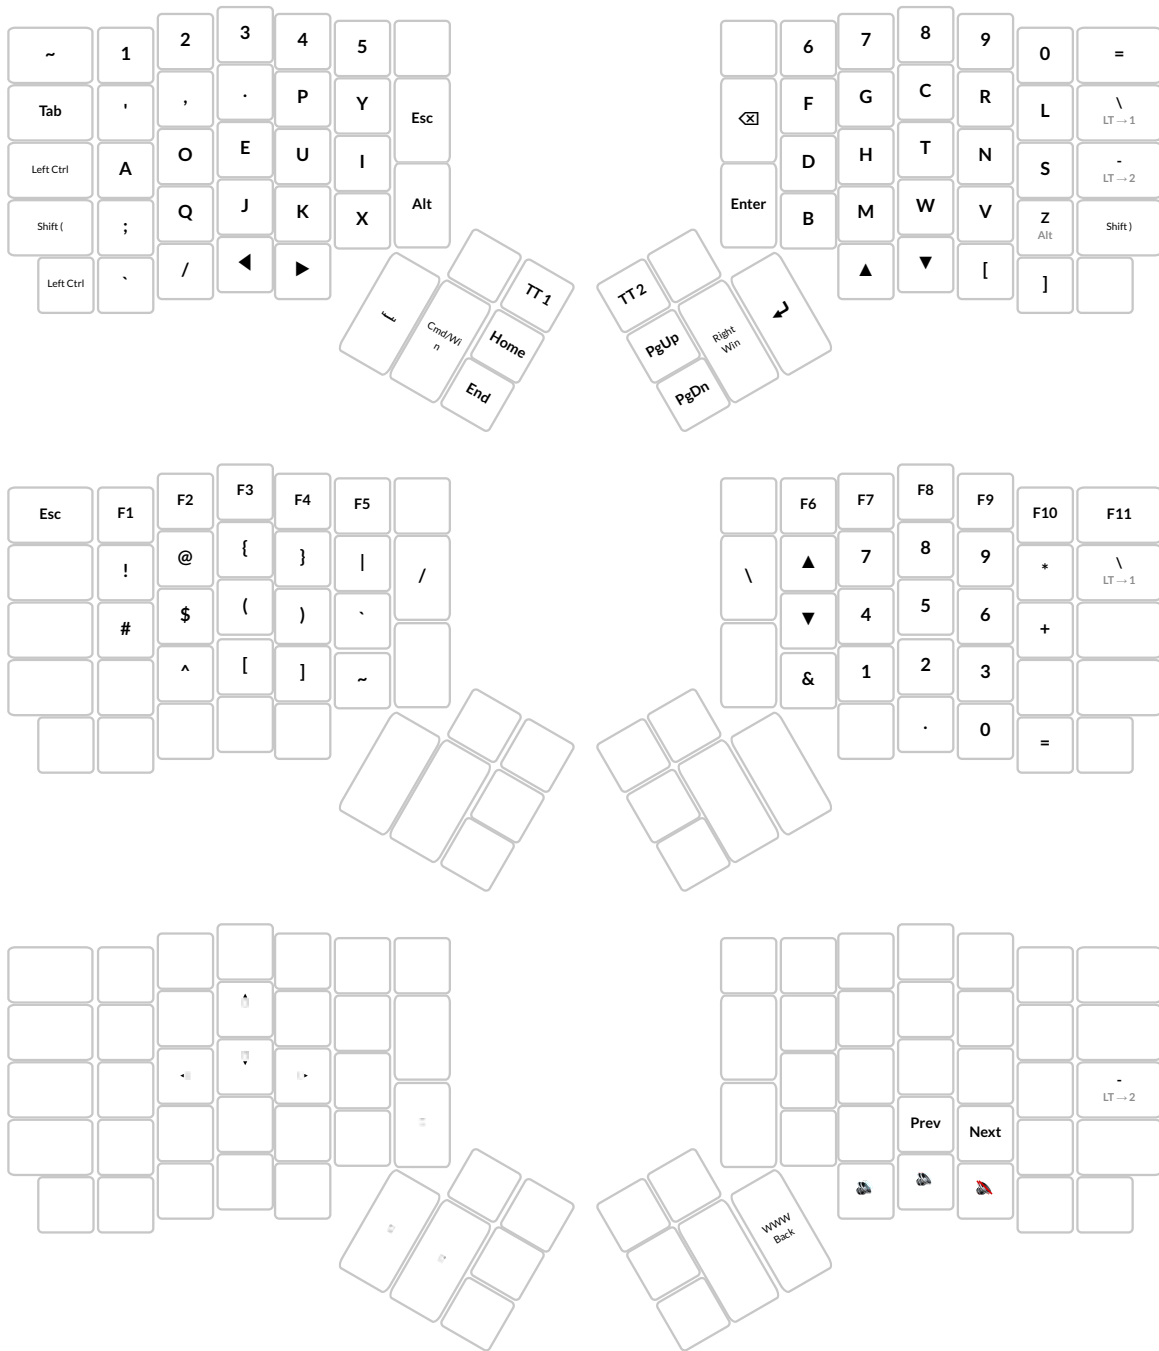 ~ 1 2 3 4 5
6 7 8 9 0 =
Tab ' , . P Y Esc
F G C R L \
LT→1
Left Ctrl A O E U I
D H T N S -
LT→2
Shift ( ; Q J K X Alt
Enter B M W V Z Shift )
Alt
Left Ctrl ` / ◀ ▶
▲ ▼ [ ]
TT 1
Cmd/Wi
n
Home
End
TT 2
PgUp
Right
Win
PgDn
Esc F1 F2 F3 F4 F5
F6 F7 F8 F9 F10 F11
! @ { } | /
\ ▲ 7 8 9 * \
LT→1
# $ ( ) `
▼ 4 5 6 +
^ [ ] ~
& 1 2 3
. 0 =
-
LT→2
Prev Next
WWW
Back